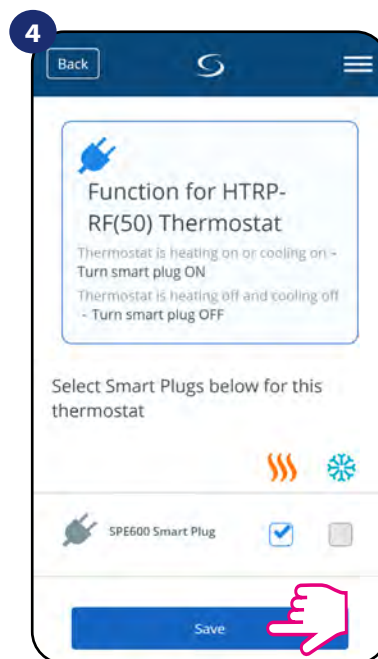 4
Back
Function for HTRP-
RF(50) Thermostat
Thermostat is heating on or cooling on -
Turn smart plug ON
Thermostat is heating off and cooling off
- Turn smart plug OFF
Select Smart Plugs below for this
thermostat
SPE600 Smart Plug
Save